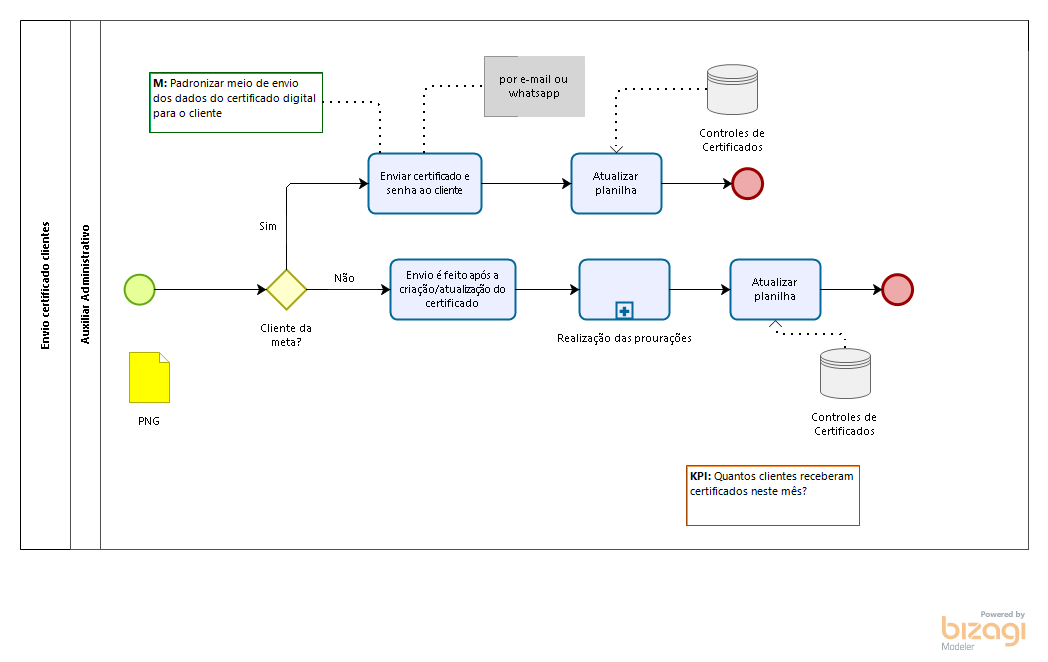 Envio certificado clientes
Auxiliar Administrativo
M: Padronizar meio de envio
dos dados do certificado digital
para o cliente
por e-mail ou
whatsapp
Controles de
Certificados
Enviar certificado e
senha ao cliente
Atualizar
planilha
Sim
Não
Cliente da
meta?
Envio é feito após a
criação/atualização do
certificado
Realização das prourações
Atualizar
planilha
PNG
Controles de
Certificados
KPI: Quantos clientes receberam
certificados neste mês?
Powered by
bizagi
Modeler